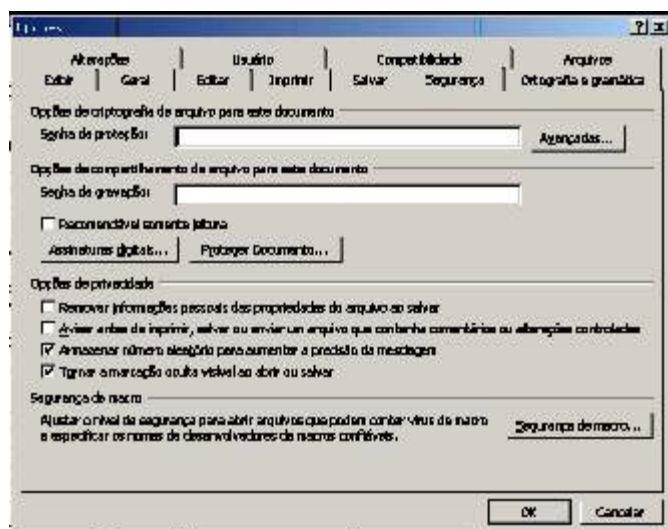 Opções
Alterações Usuário Compatibilidade Arquivos
Exibir Geral Editar Imprimir Salvar Segurança Ortografia e gramática
Opções de criptografia de arquivo para este documento
Senha de proteção:
Avançadas...
Opções de compartilhamento de arquivo para este documento
Senha de gravação:
Recomendável somente leitura
Assinaturas digitais... Proteger Documento...
Opções de privacidade
Remover informações pessoais das propriedades do arquivo ao salvar
Avisar antes de imprimir, salvar ou enviar um arquivo que contenha comentários ou alterações controladas
Armazenar número aleatório para aumentar a precisão da mesclagem
Tornar a marcação oculta visível ao abrir ou salvar
Segurança de macro
Ajustar o nível de segurança para abrir arquivos que podem conter vírus de macro
e especificar os nomes de desenvolvedores de macros confiáveis.
Segurança de macro...
OK Cancelar